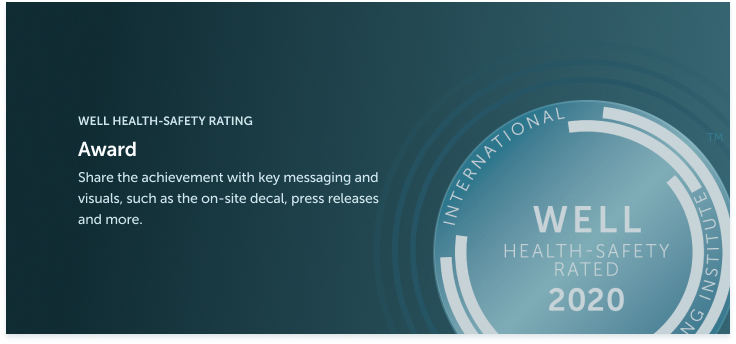 WELL HEALTH-SAFETY RATING
Award
Share the achievement with key messaging and
visuals, such as the on-site decal, press releases
and more.
INTERNATIONAL
TM
WELL
HEALTH-SAFETY
RATED
2020
NG INSTITUTE